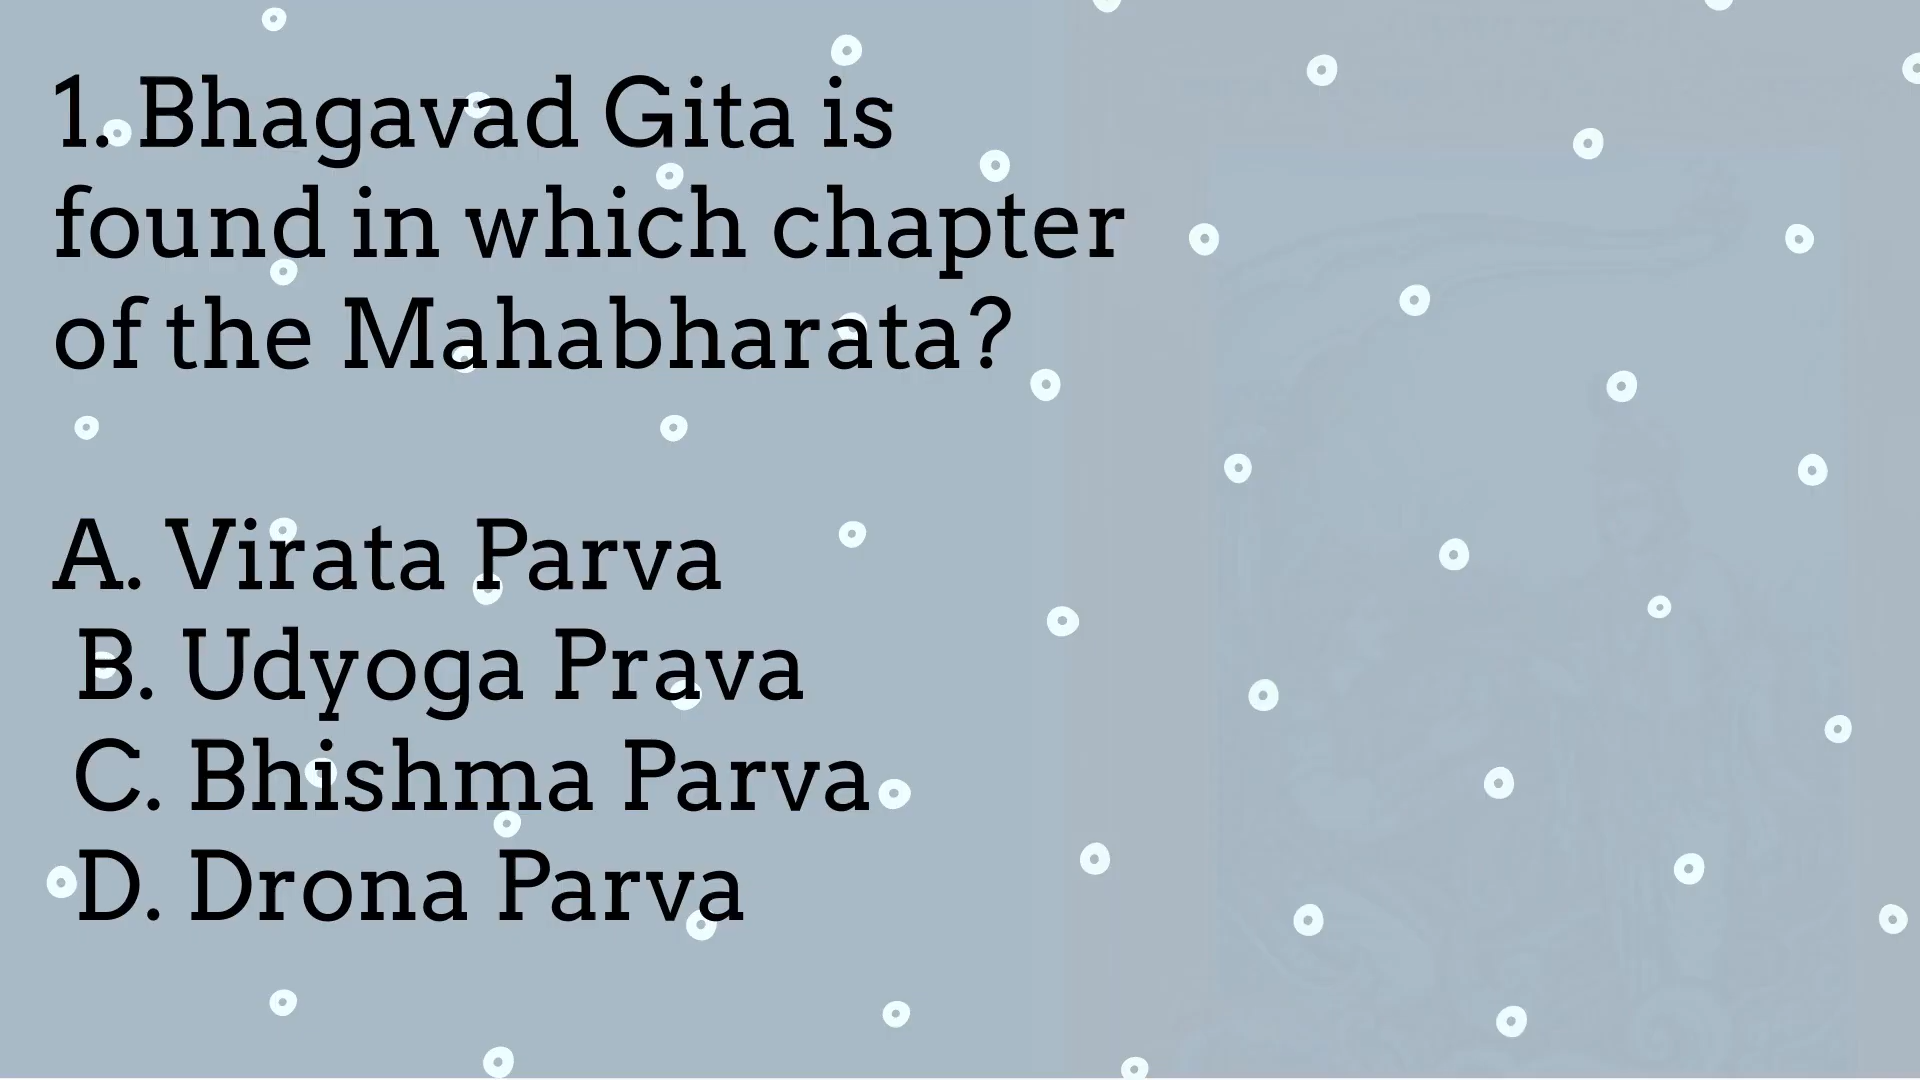 1. Bhagavad Gita is
found in which chapter
of the Mahabharata?
A. Virata Parva
B. Udyoga Prava
C. Bhishma Parva
D. Drona Parva